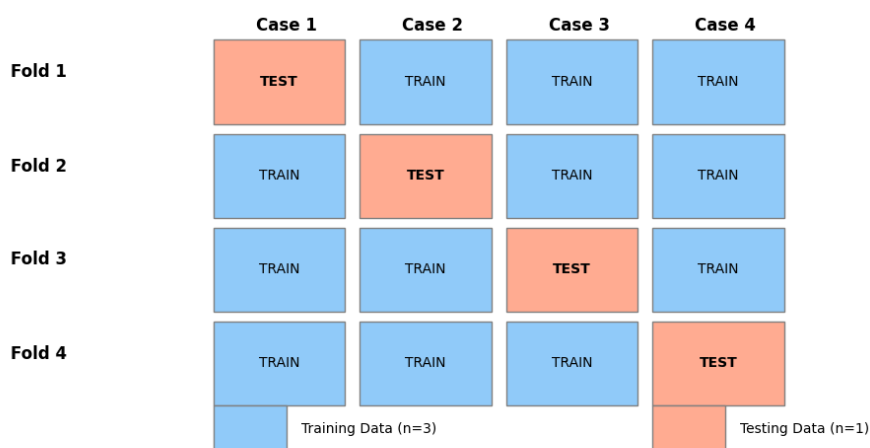 Case 1 Case 2 Case 3 Case 4
Fold 1 TEST TRAIN TRAIN TRAIN
Fold 2 TRAIN TEST TRAIN TRAIN
Fold 3 TRAIN TRAIN TEST TRAIN
Fold 4 TRAIN TRAIN TRAIN TEST
Training Data (n=3) Testing Data (n=1)